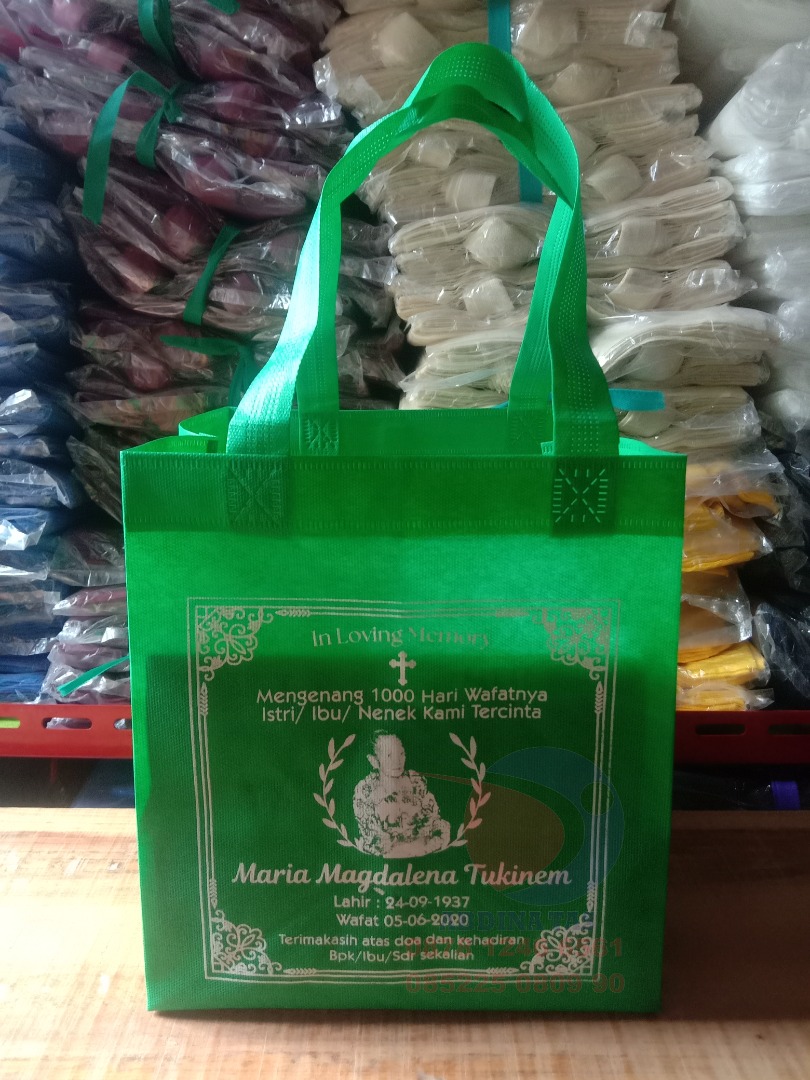 In Loving Memory
Mengenang 1000 Hari Wafatnya
Istri/ Ibu/ Nenek Kami Tercinta
Maria Magdalena Tukinem
Lahir : 24-09-1937
Wafat 05-06-2020
Terimakasih atas doa dan kehadiran
Bpk/Ibu/Sdr sekalian